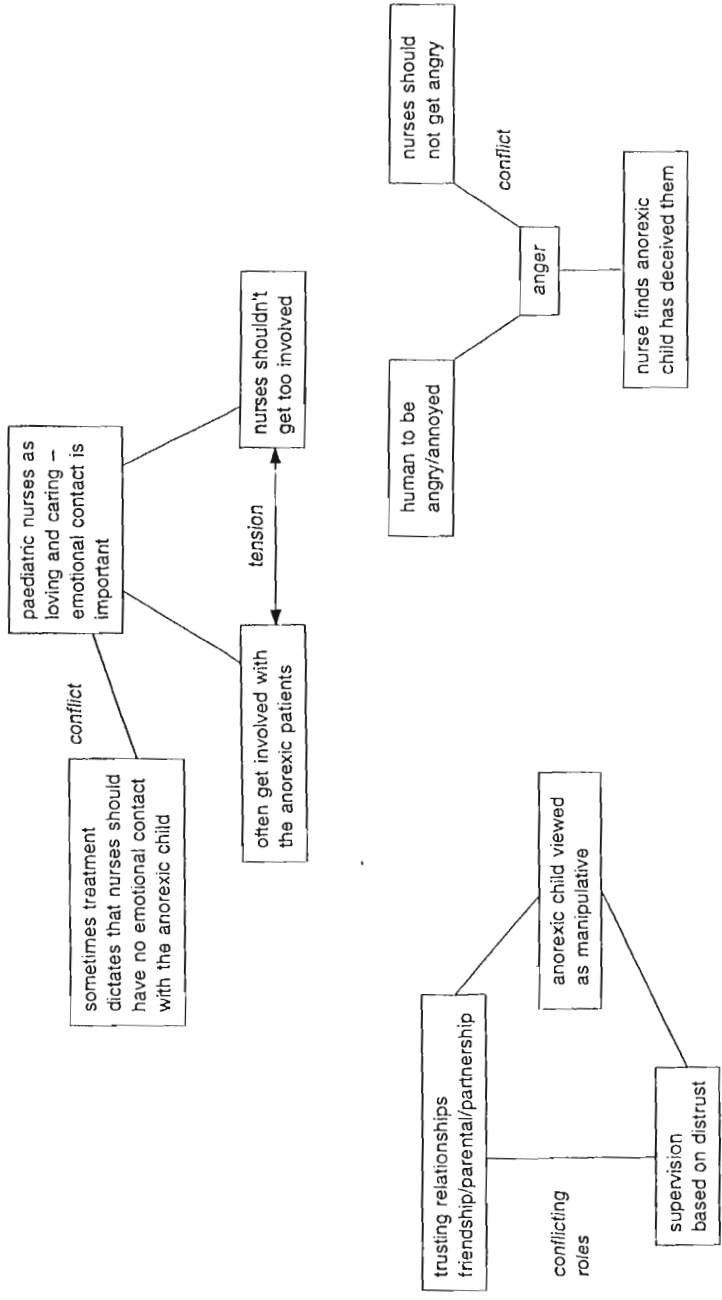 paediatric nurses as
loving and caring –
emotional contact is
important
conflict
sometimes treatment
dictates that nurses should
have no emotional contact
with the anorexic child
often get involved with
the anorexic patients
tension
nurses shouldn't
get too involved
trusting relationships
friendship/parental/partnership
conflicting
roles
anorexic child viewed
as manipulative
supervision
based on distrust
human to be
angry/annoyed
nurses should
not get angry
conflict
anger
nurse finds anorexic
child has deceived them